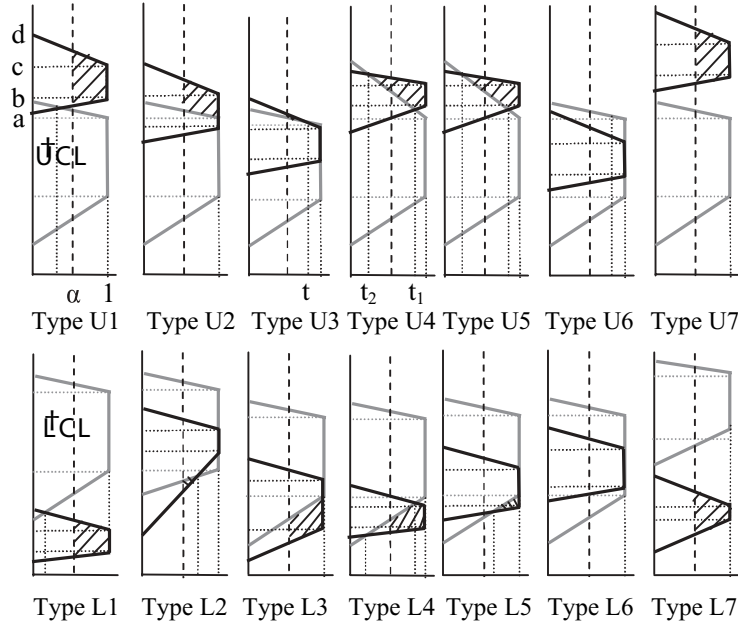 d
c
b
a
UCL
α 1 t t₂ t₁
Type U1 Type U2 Type U3 Type U4 Type U5 Type U6 Type U7
LCL
Type L1 Type L2 Type L3 Type L4 Type L5 Type L6 Type L7